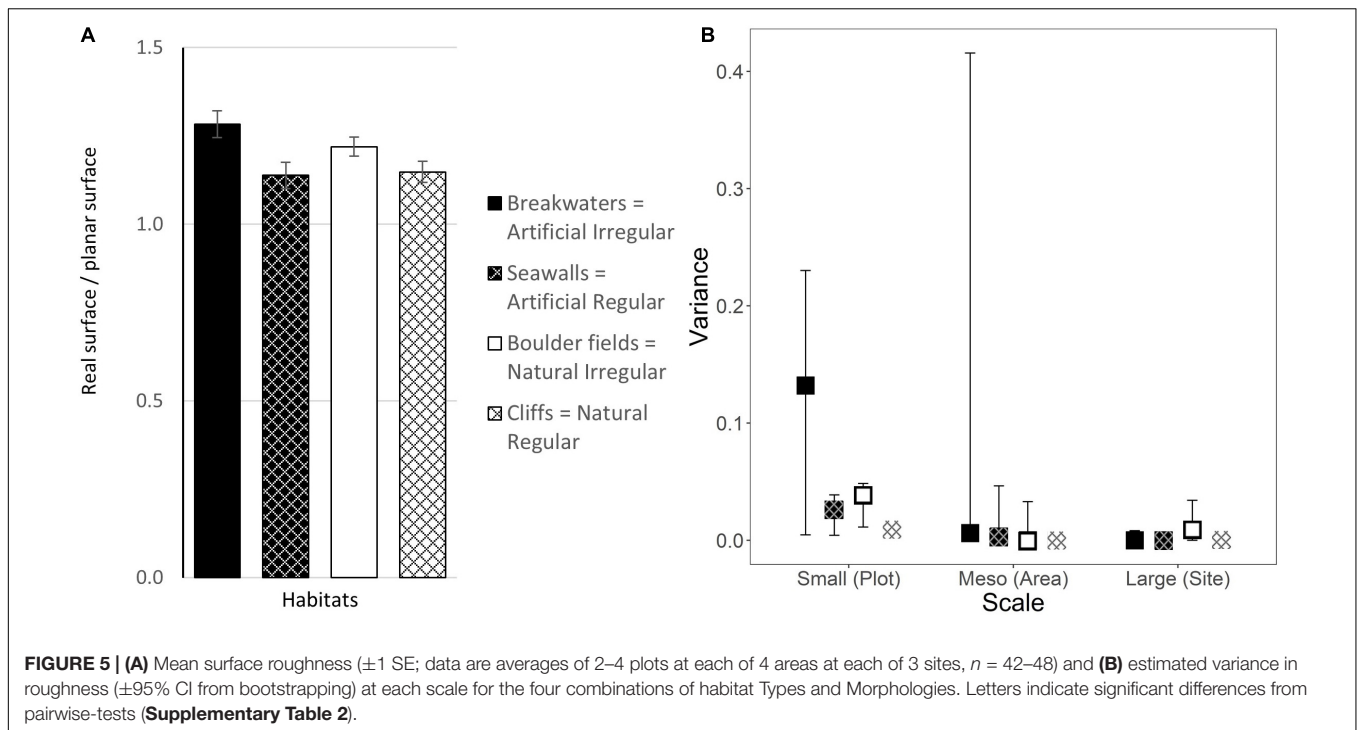 A
1.5
1.0
0.5
0.0
Real surface / planar surface
Habitats
Breakwaters =
Artificial Irregular
Seawalls =
Artificial Regular
Boulder fields =
Natural Irregular
Cliffs = Natural
Regular
B
0.4
0.3
0.2
0.1
0.0
Variance
Small (Plot) Meso (Area) Large (Site)
Scale
FIGURE 5 | (A) Mean surface roughness (±1 SE; data are averages of 2–4 plots at each of 4 areas at each of 3 sites, n = 42–48) and (B) estimated variance in
roughness (±95% CI from bootstrapping) at each scale for the four combinations of habitat Types and Morphologies. Letters indicate significant differences from
pairwise-tests (Supplementary Table 2).